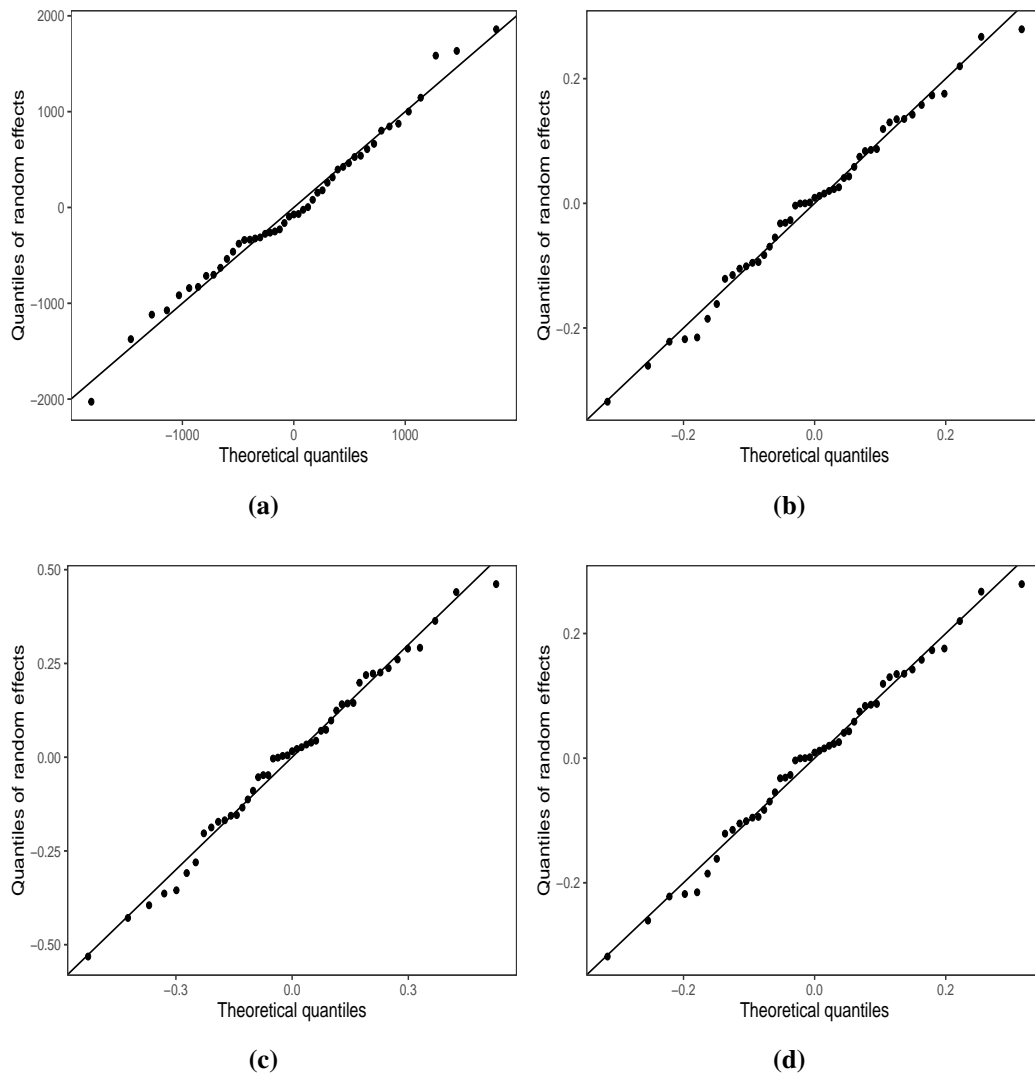 2000
1000
0
−1000
−2000
Quantiles of random effects
−1000 0 1000
Theoretical quantiles
(a)
0.2
0.0
−0.2
Quantiles of random effects
−0.2 0.0 0.2
Theoretical quantiles
(b)
0.50
0.25
0.00
−0.25
−0.50
Quantiles of random effects
−0.3 0.0 0.3
Theoretical quantiles
(c)
0.2
0.0
−0.2
Quantiles of random effects
−0.2 0.0 0.2
Theoretical quantiles
(d)